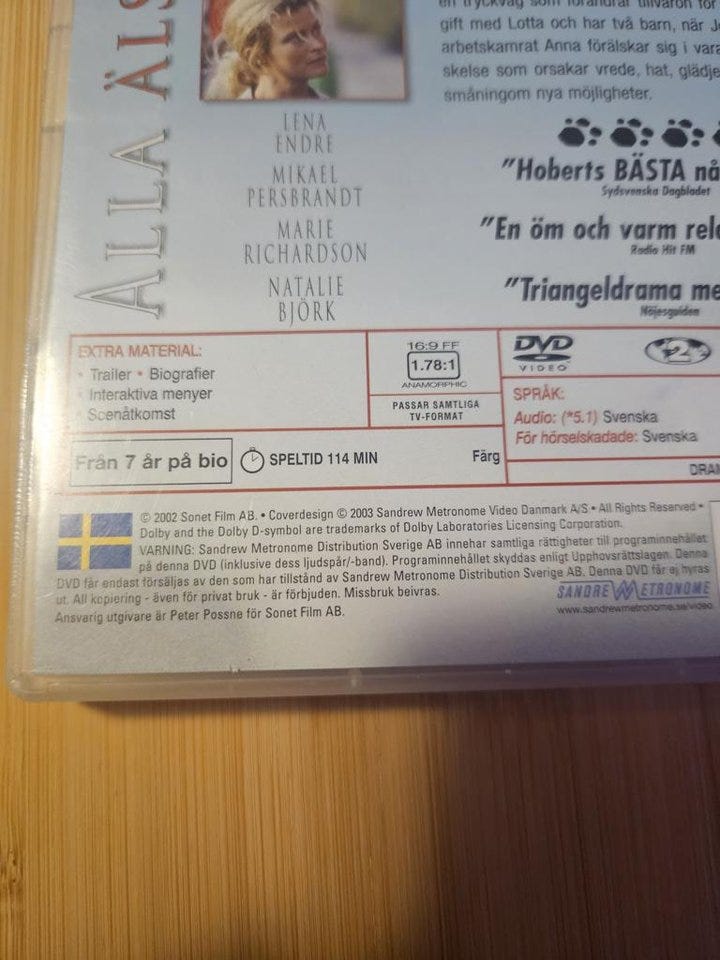 ALLA ÄLS
gift med Lotta och har två barn, när J
arbetskamrat Anna förälskar sig i vara
skelse som orsakar vrede, hat, glädje
småningom nya möjligheter.
LENA
ENDRE
MIKAEL
PERSBRANDT
MARIE
RICHARDSON
NATALIE
BJÖRK
"Hoberts BÄSTA nå
Sydsvenska Dagbladet
"En öm och varm rela
Radio Hit FM
"Triangeldrama me
Nöjesguiden
EXTRA MATERIAL:
• Trailer • Biografier
• Interaktiva menyer
• Scenåtkomst
16:9 FF
1.78:1
ANAMORPHIC
PASSAR SAMTLIGA
TV-FORMAT
DVD
VIDEO
2
SPRÅK:
Audio: (*5.1) Svenska
För hörselskadade: Svenska
DRAM
Från 7 år på bio
SPELTID 114 MIN
Färg
© 2002 Sonet Film AB. • Coverdesign © 2003 Sandrew Metronome Video Danmark A/S • All Rights Reserved •
Dolby and the Dolby D-symbol are trademarks of Dolby Laboratories Licensing Corporation.
VARNING: Sandrew Metronome Distribution Sverige AB innehar samtliga rättigheter till programinnehållet
på denna DVD (inklusive dess ljudspår/-band). Programinnehållet skyddas enligt Upphovsrättslagen. Denna
DVD får endast försäljas av den som har tillstånd av Sandrew Metronome Distribution Sverige AB. Denna DVD får ej hyras
ut. All kopiering - även för privat bruk - är förbjuden. Missbruk beivras.
Ansvarig utgivare är Peter Possne för Sonet Film AB.
SANDREW METRONOME
www.sandrewmetronome.se/video